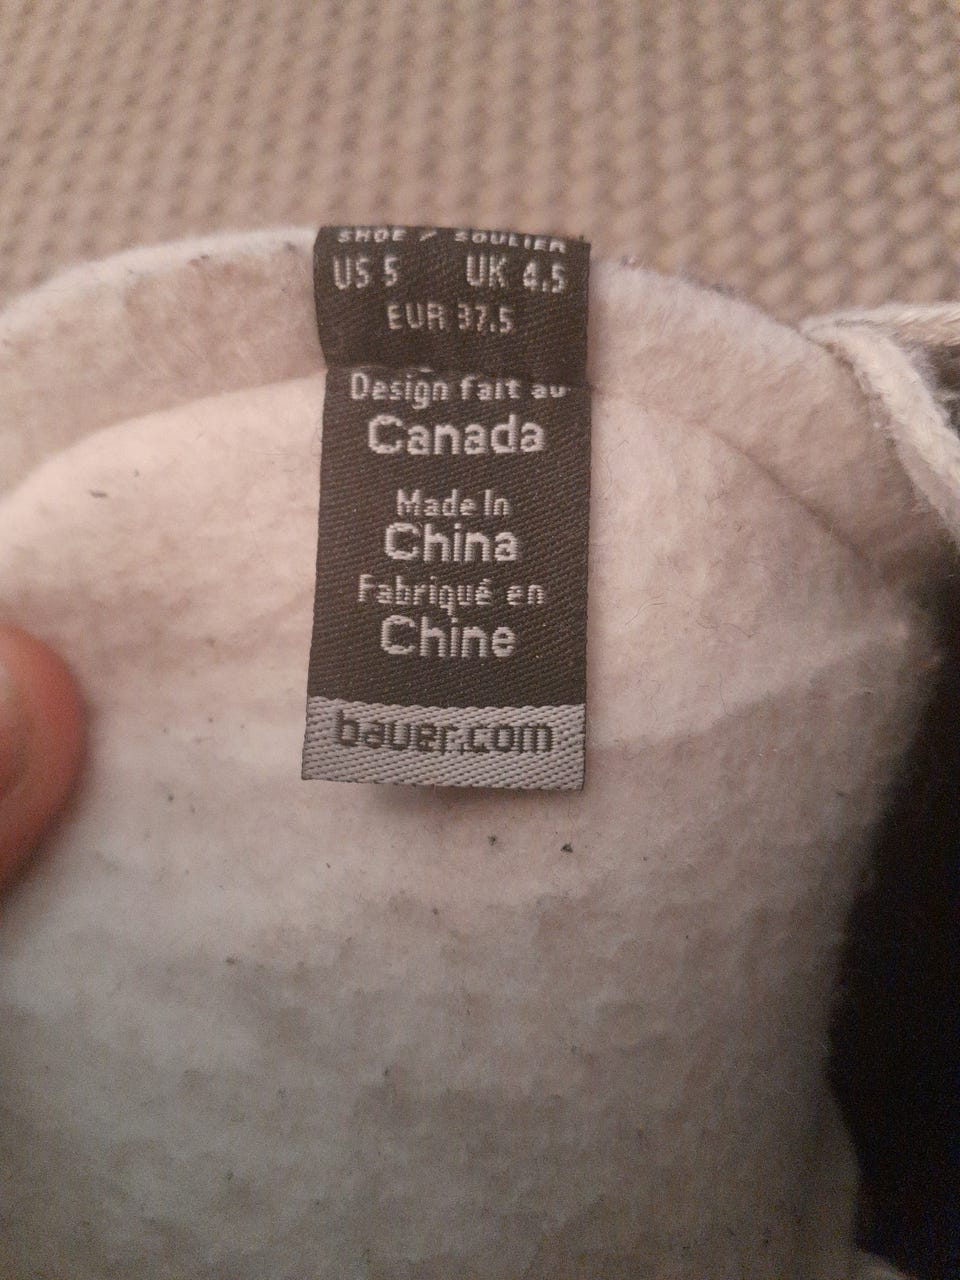 SHOE / SOULIER
US 5 UK 4.5
EUR 37.5
Design fait au
Canada
Made In
China
Fabriqué en
Chine
bauer.com